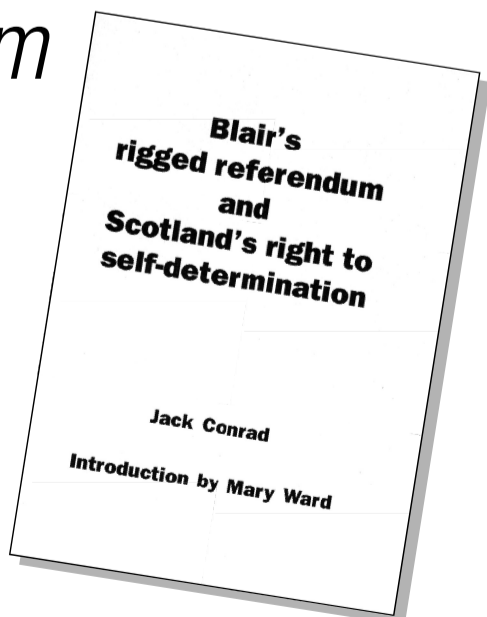 m
Blair's
rigged referendum
and
Scotland's right to
self-determination
Jack Conrad
Introduction by Mary Ward